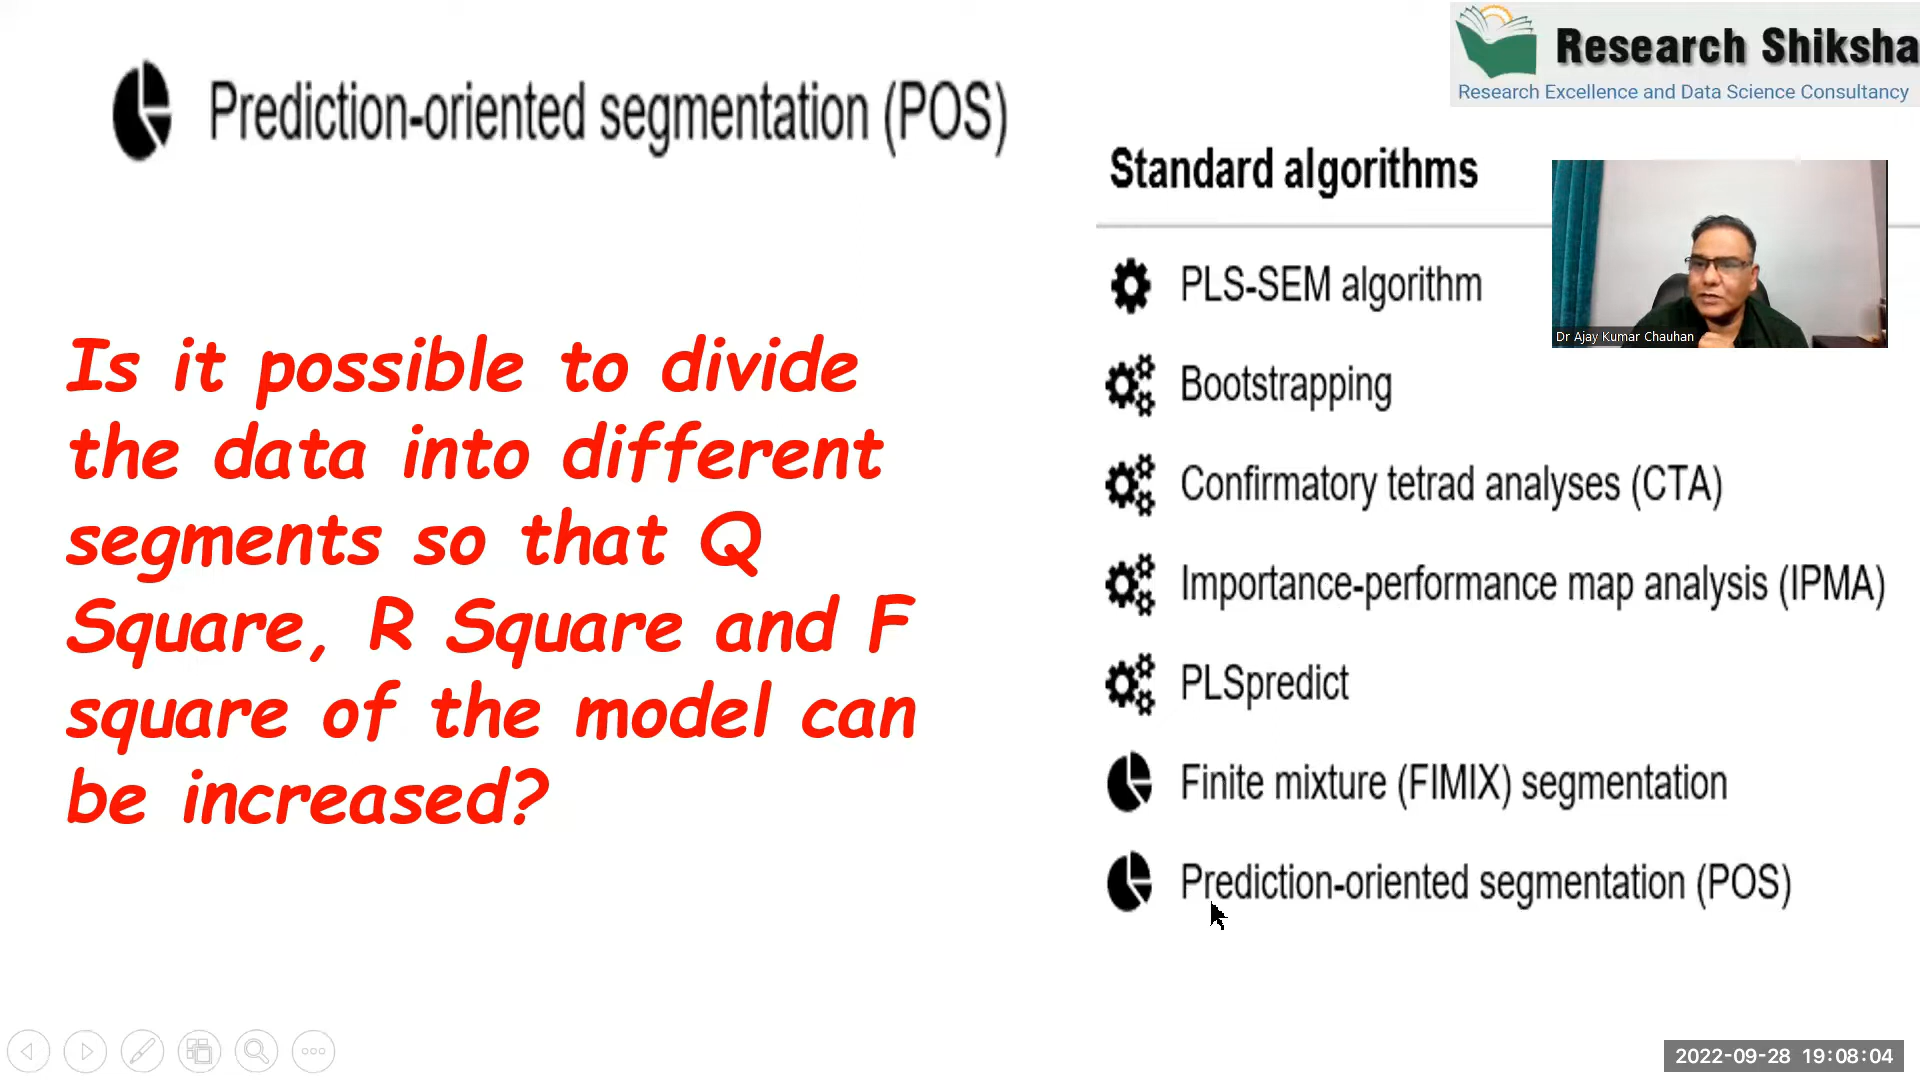 Research Shiksha
Research Excellence and Data Science Consultancy
Prediction-oriented segmentation (POS)
Is it possible to divide
the data into different
segments so that Q
Square, R Square and F
square of the model can
be increased?
Standard algorithms
Dr Ajay Kumar Chauhan
PLS-SEM algorithm
Bootstrapping
Confirmatory tetrad analyses (CTA)
Importance-performance map analysis (IPMA)
PLSpredict
Finite mixture (FIMIX) segmentation
Prediction-oriented segmentation (POS)
2022-09-28 19:08:04